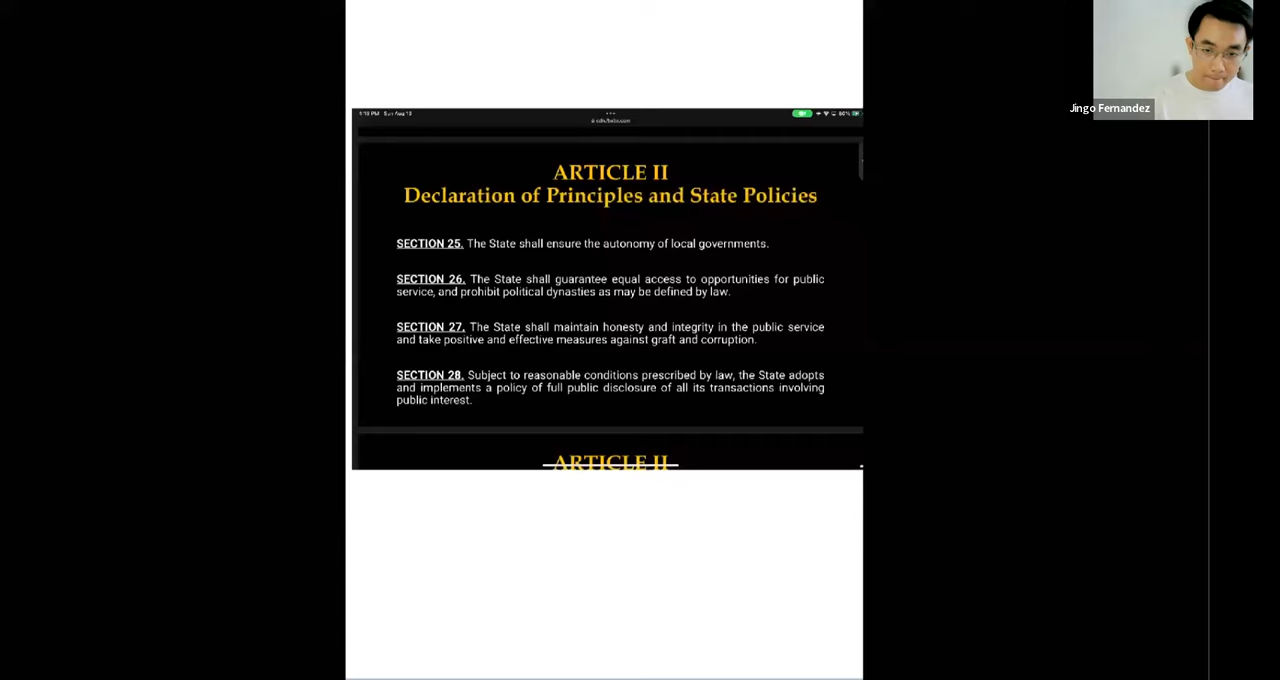 Jingo Fernandez
Sun Aug 13
ARTICLE II
Declaration of Principles and State Policies
SECTION 25. The State shall ensure the autonomy of local governments.
SECTION 26. The State shall guarantee equal access to opportunities for public
service, and prohibit political dynasties as may be defined by law.
SECTION 27. The State shall maintain honesty and integrity in the public service
and take positive and effective measures against graft and corruption.
SECTION 28. Subject to reasonable conditions prescribed by law, the State adopts
and implements a policy of full public disclosure of all its transactions involving
public interest.
ARTICLE II